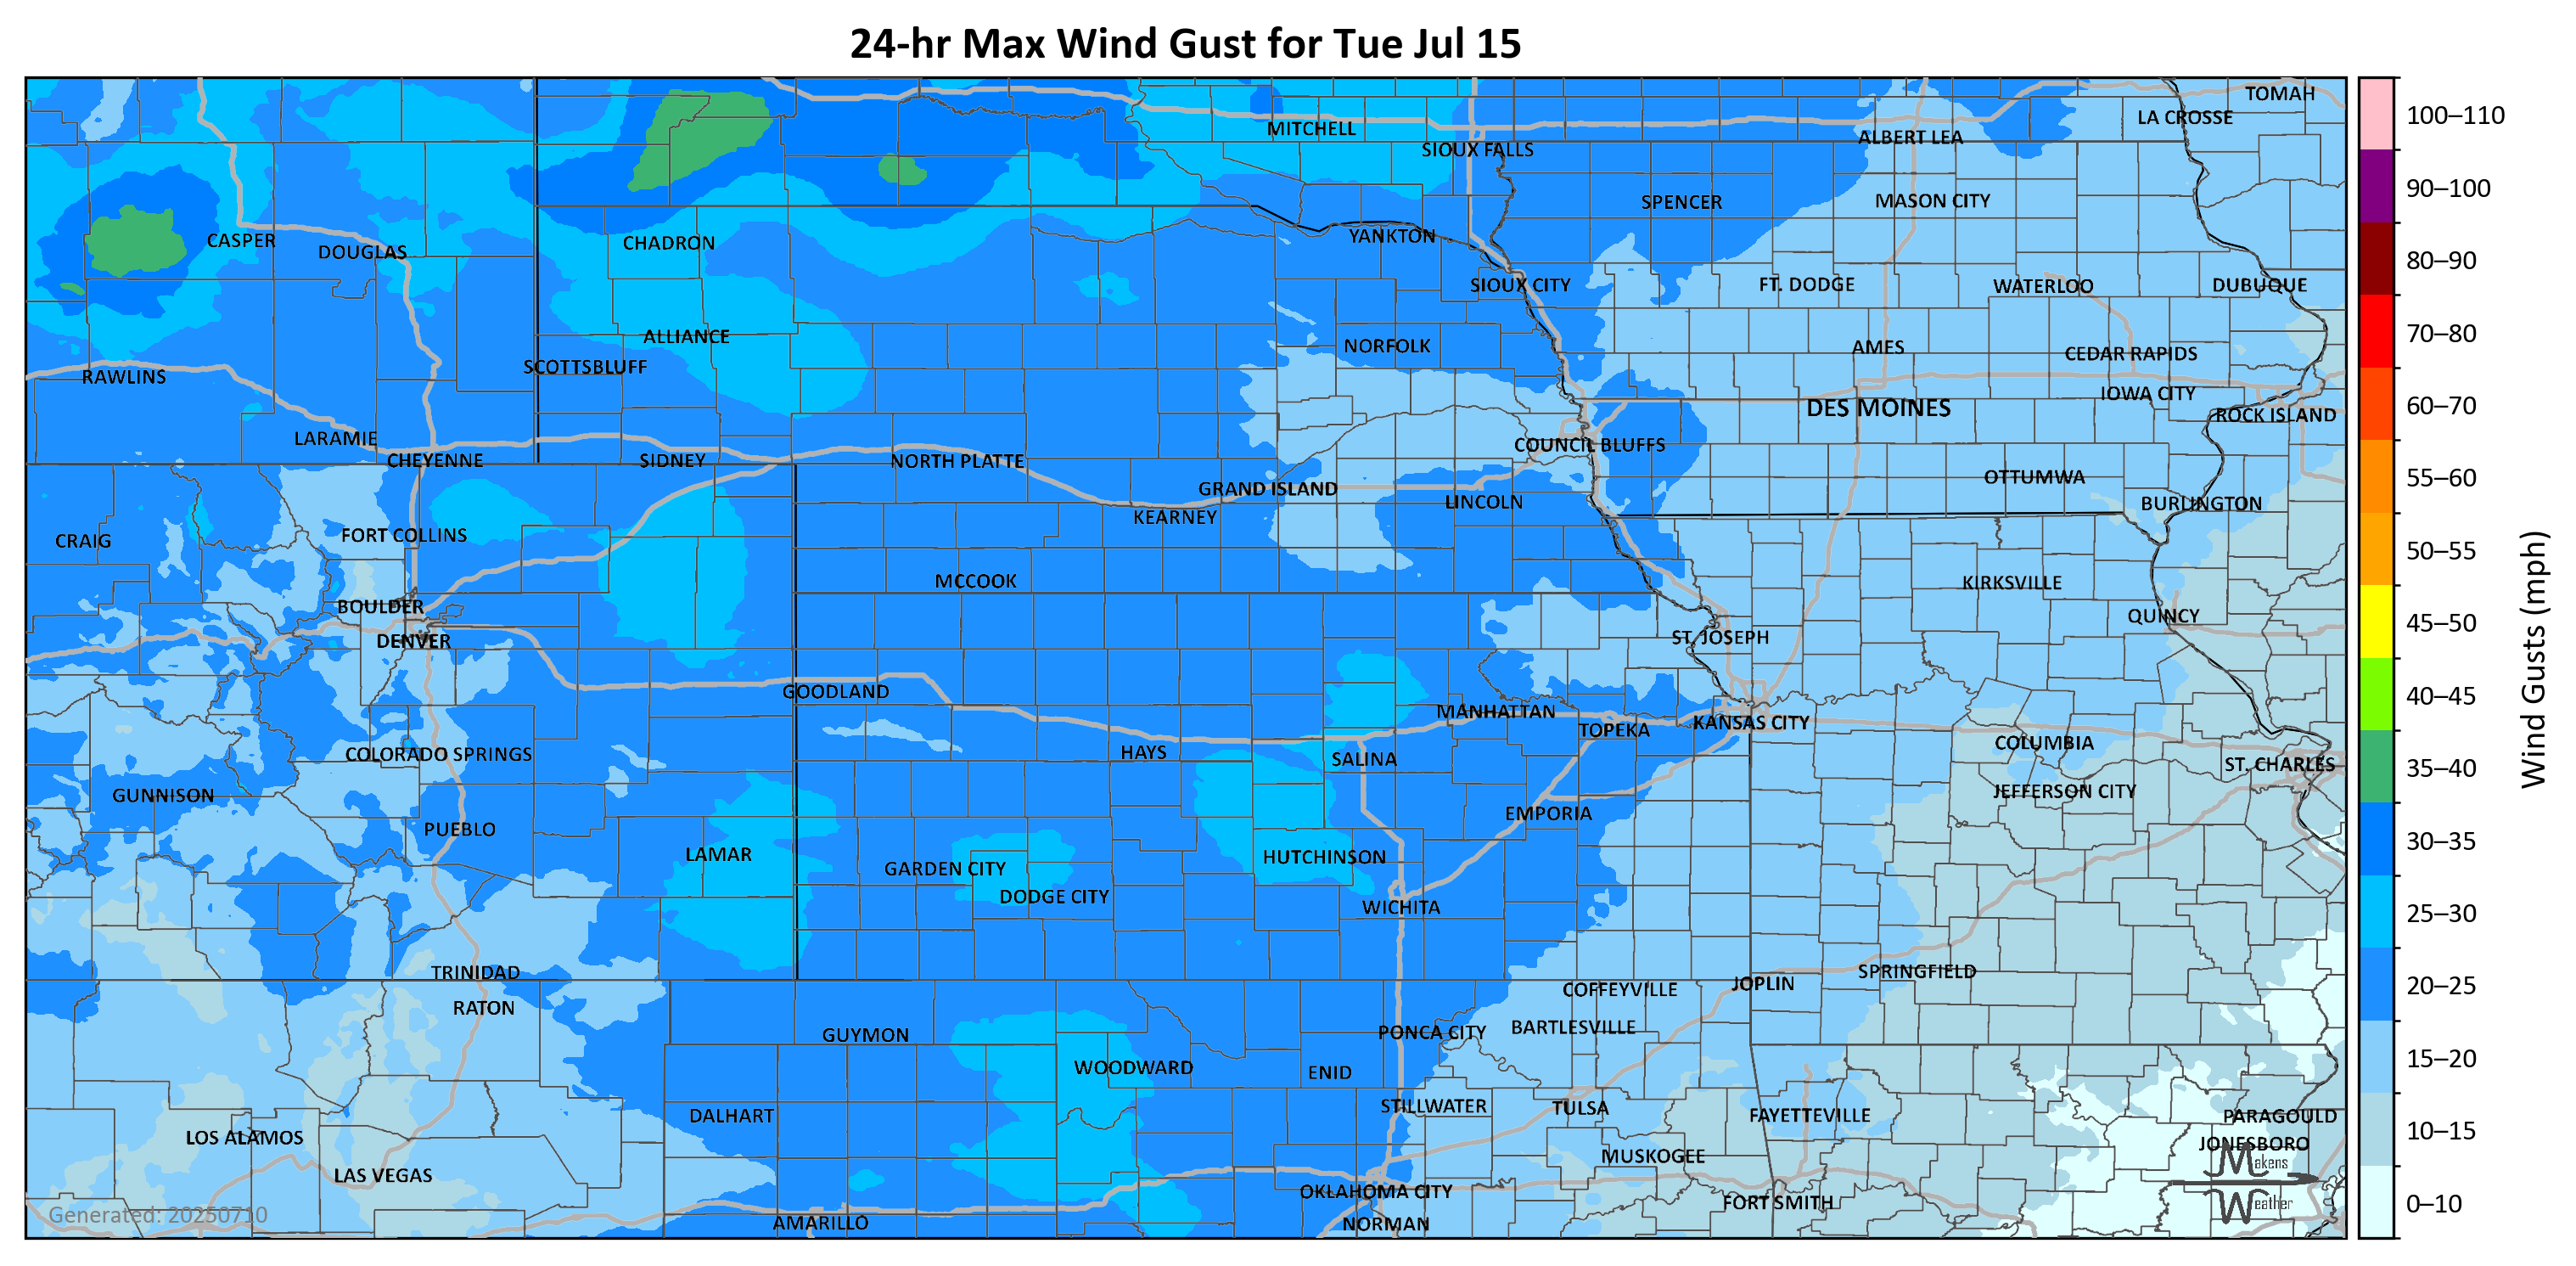 24-hr Max Wind Gust for Tue Jul 15
TOMAH
LA CROSSE
MITCHELL
ALBERT LEA
SIOUX FALLS
SPENCER
MASON CITY
CASPER
DOUGLAS
CHADRON
YANKTON
SIOUX CITY
FT. DODGE
WATERLOO
DUBUQUE
ALLIANCE
NORFOLK
AMES
CEDAR RAPIDS
SCOTTSBLUFF
RAWLINS
IOWA CITY
DES MOINES
ROCK ISLAND
LARAMIE
COUNCIL BLUFFS
CHEYENNE
SIDNEY
NORTH PLATTE
OTTUMWA
GRAND ISLAND
LINCOLN
BURLINGTON
KEARNEY
FORT COLLINS
CRAIG
MCCOOK
KIRKSVILLE
BOULDER
QUINCY
DENVER
ST. JOSEPH
GOODLAND
MANHATTAN
KANSAS CITY
TOPEKA
COLUMBIA
COLORADO SPRINGS
HAYS
SALINA
ST. CHARLES
GUNNISON
JEFFERSON CITY
EMPORIA
PUEBLO
LAMAR
HUTCHINSON
GARDEN CITY
DODGE CITY
WICHITA
TRINIDAD
SPRINGFIELD
JOPLIN
COFFEYVILLE
RATON
GUYMON
PONCA CITY
BARTLESVILLE
WOODWARD
ENID
STILLWATER
TULSA
DALHART
FAYETTEVILLE
PARAGOULD
LOS ALAMOS
JONESBORO
MUSKOGEE
LAS VEGAS
OKLAHOMA CITY
FORT SMITH
AMARILLO
NORMAN
Generated: 20250710
Makens
Weather
100–110
90–100
80–90
70–80
60–70
55–60
50–55
45–50
40–45
35–40
30–35
25–30
20–25
15–20
10–15
0–10
Wind Gusts (mph)